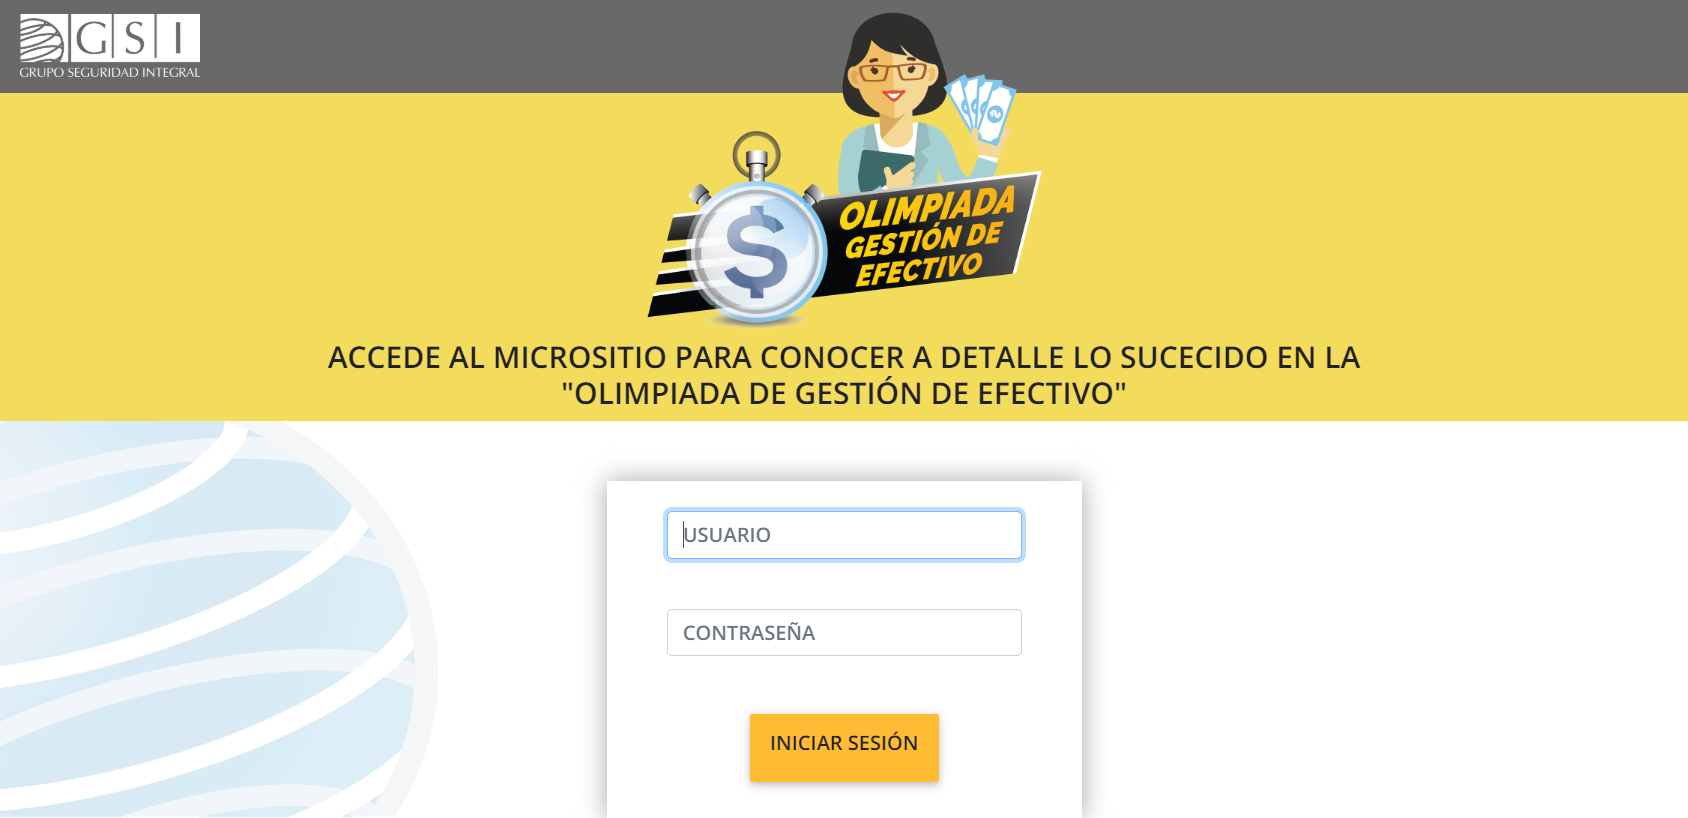 GSI
GRUPO SEGURIDAD INTEGRAL
$
OLIMPIADA
GESTIÓN DE
EFECTIVO
ACCEDE AL MICROSITIO PARA CONOCER A DETALLE LO SUCECIDO EN LA
"OLIMPIADA DE GESTIÓN DE EFECTIVO"
USUARIO
CONTRASEÑA
INICIAR SESIÓN